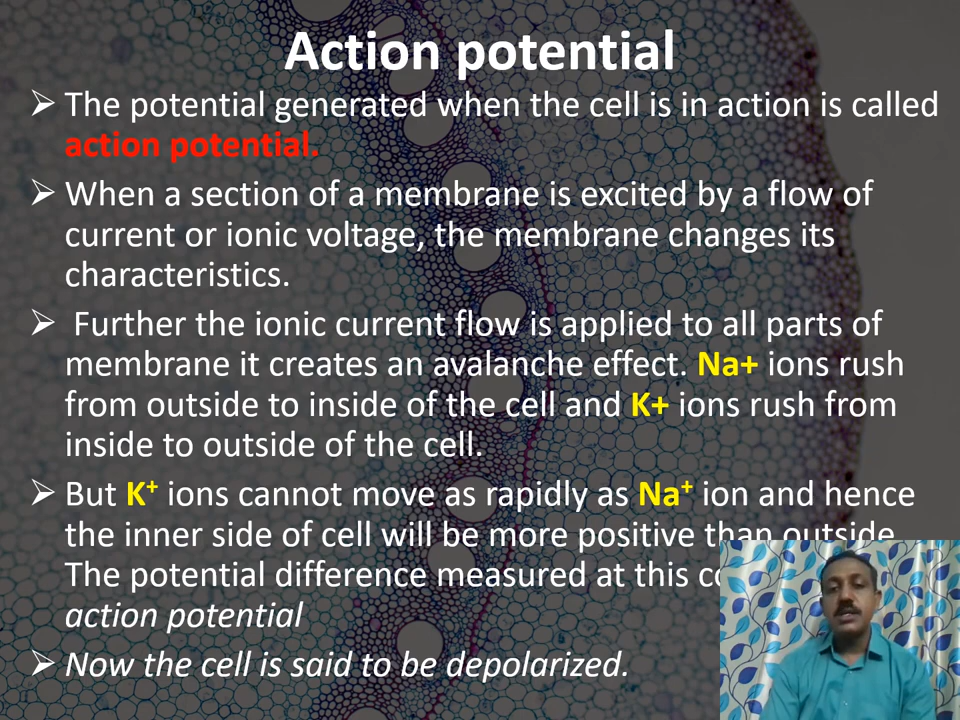 Action potential
➢ The potential generated when the cell is in action is called
action potential.
➢ When a section of a membrane is excited by a flow of
current or ionic voltage, the membrane changes its
characteristics.
➢ Further the ionic current flow is applied to all parts of
membrane it creates an avalanche effect. Na+ ions rush
from outside to inside of the cell and K+ ions rush from
inside to outside of the cell.
➢ But K⁺ ions cannot move as rapidly as Na⁺ ion and hence
the inner side of cell will be more positive than outside
The potential difference measured at this
action potential
➢ Now the cell is said to be depolarized.